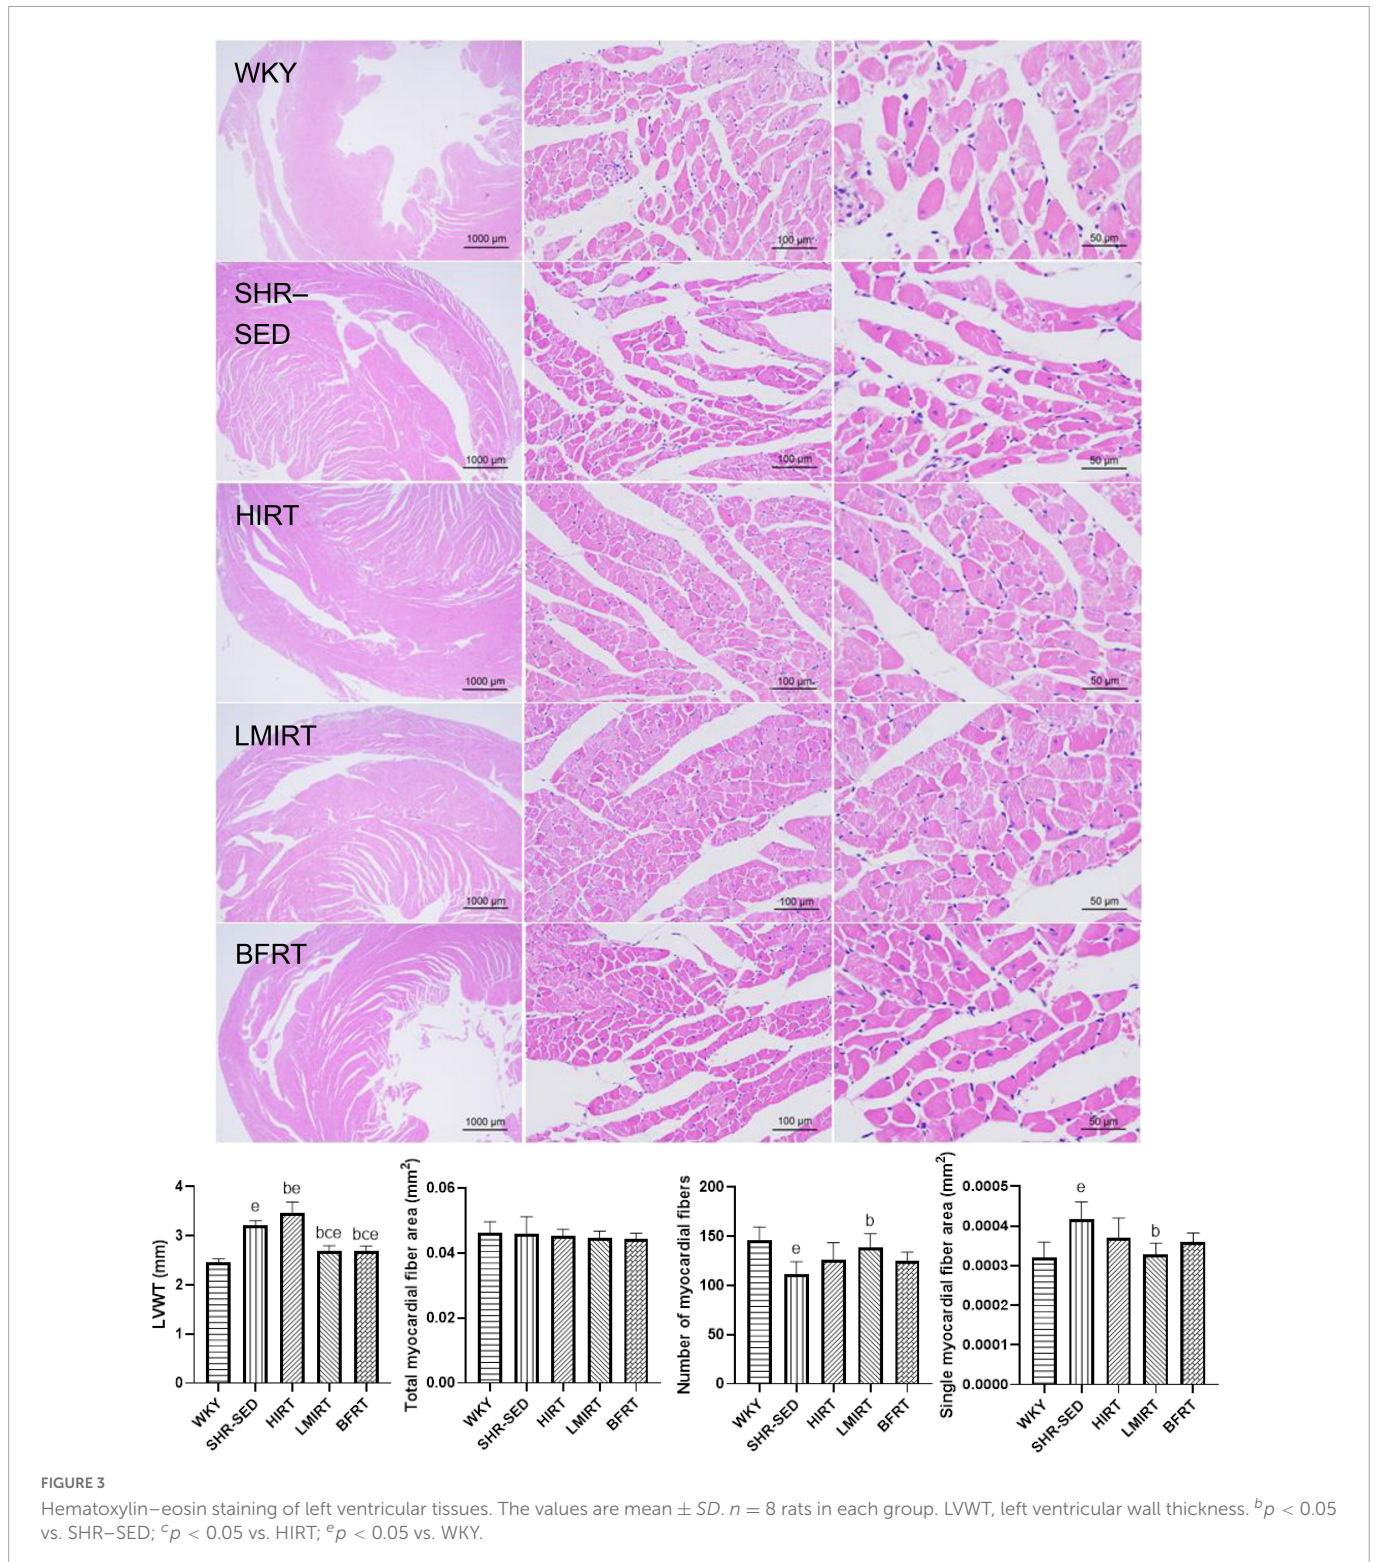 WKY
1000 µm
100 µm
50 µm
SHR–
SED
1000 µm
100 µm
50 µm
HIRT
1000 µm
100 µm
50 µm
LMIRT
1000 µm
100 µm
50 µm
BFRT
1000 µm
100 µm
50 µm
LVWT (mm)
4
3
2
1
0
e
be
bce
bce
WKY
SHR-SED
HIRT
LMIRT
BFRT
Total myocardial fiber area (mm²)
0.06
0.04
0.02
0.00
WKY
SHR-SED
HIRT
LMIRT
BFRT
Number of myocardial fibers
200
150
100
50
0
e
b
WKY
SHR-SED
HIRT
LMIRT
BFRT
Single myocardial fiber area (mm²)
0.0005
0.0004
0.0003
0.0002
0.0001
0.0000
e
b
WKY
SHR-SED
HIRT
LMIRT
BFRT
FIGURE 3
Hematoxylin–eosin staining of left ventricular tissues. The values are mean ± SD. n = 8 rats in each group. LVWT, left ventricular wall thickness. ᵇp < 0.05
vs. SHR–SED; ᶜp < 0.05 vs. HIRT; ᵉp < 0.05 vs. WKY.